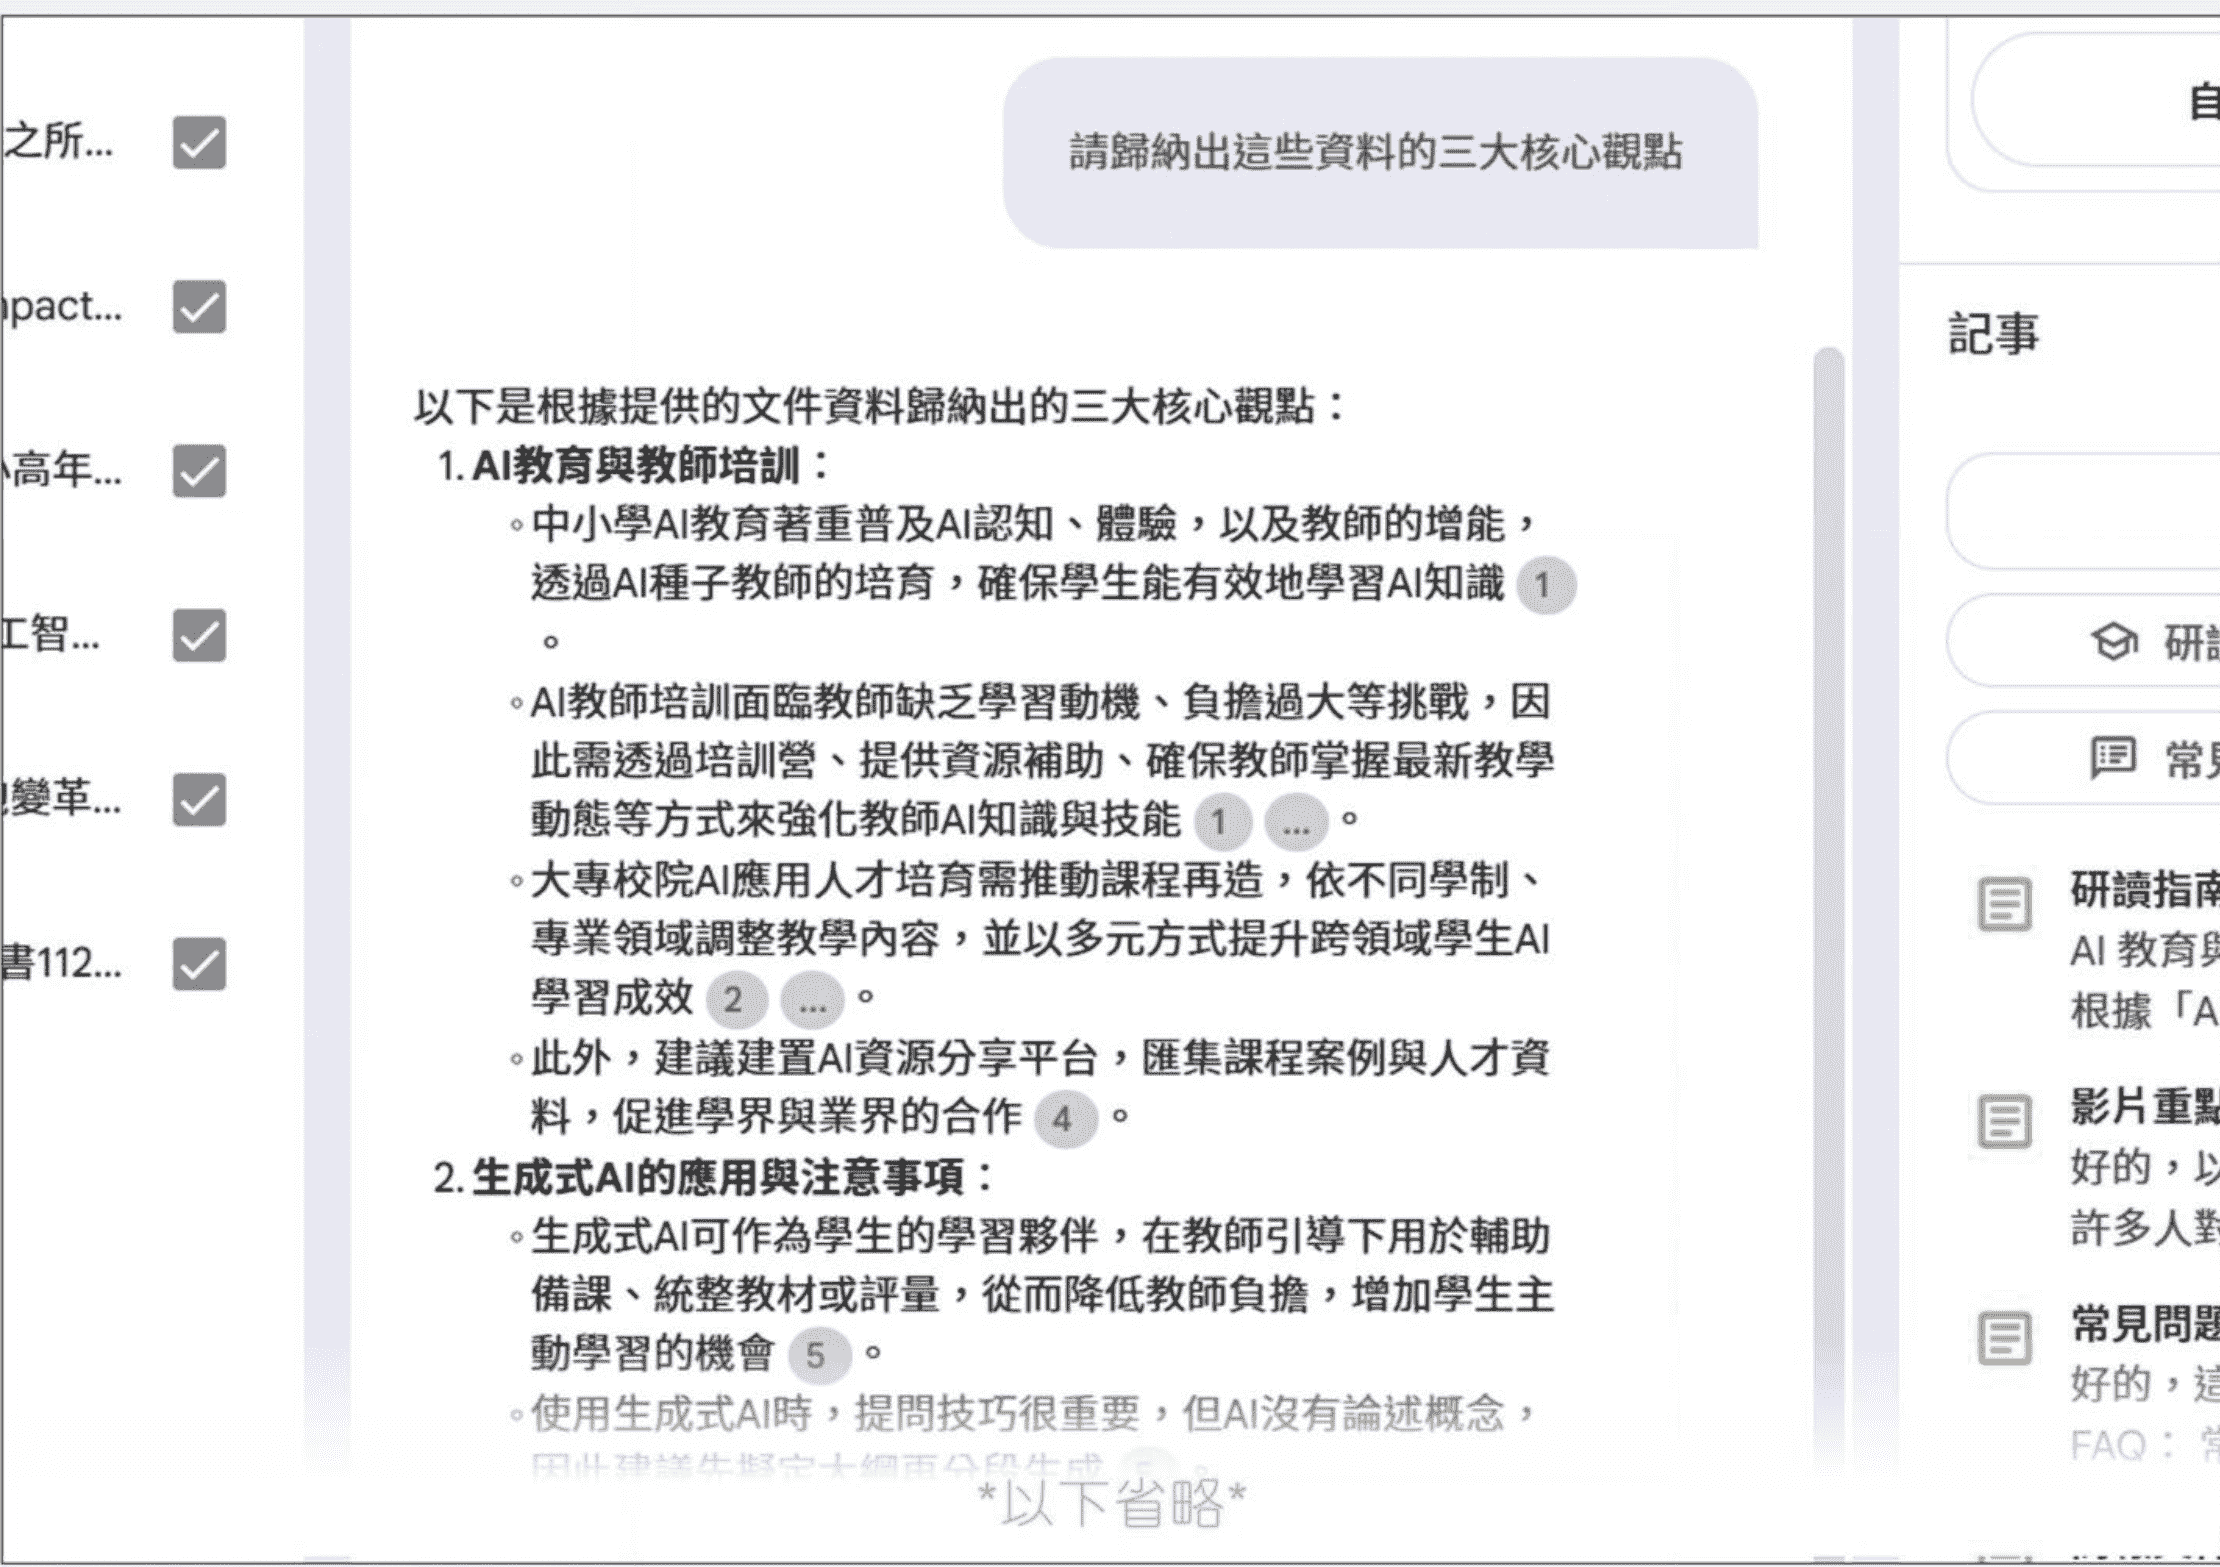 之所...
mpact...
高年...
工智...
變革...
書112...
請歸納出這些資料的三大核心觀點
以下是根據提供的文件資料歸納出的三大核心觀點：
1. AI教育與教師培訓：
◦中小學AI教育著重普及AI認知、體驗，以及教師的增能，
透過AI種子教師的培育，確保學生能有效地學習AI知識 1
。
◦AI教師培訓面臨教師缺乏學習動機、負擔過大等挑戰，因
此需透過培訓營、提供資源補助、確保教師掌握最新教學
動態等方式來強化教師AI知識與技能 1 ... 。
◦大專校院AI應用人才培育需推動課程再造，依不同學制、
專業領域調整教學內容，並以多元方式提升跨領域學生AI
學習成效 2 ... 。
◦此外，建議建置AI資源分享平台，匯集課程案例與人才資
料，促進學界與業界的合作 4 。
2. 生成式AI的應用與注意事項：
◦生成式AI可作為學生的學習夥伴，在教師引導下用於輔助
備課、統整教材或評量，從而降低教師負擔，增加學生主
動學習的機會 5 。
◦使用生成式AI時，提問技巧很重要，但AI沒有論述概念，
因此建議先擬定大綱再分段生成
*以下省略*
自
記事
研
常
研讀指南
AI 教育與
根據「A
影片重點
好的，以
許多人對
常見問題
好的，這
FAQ： 常